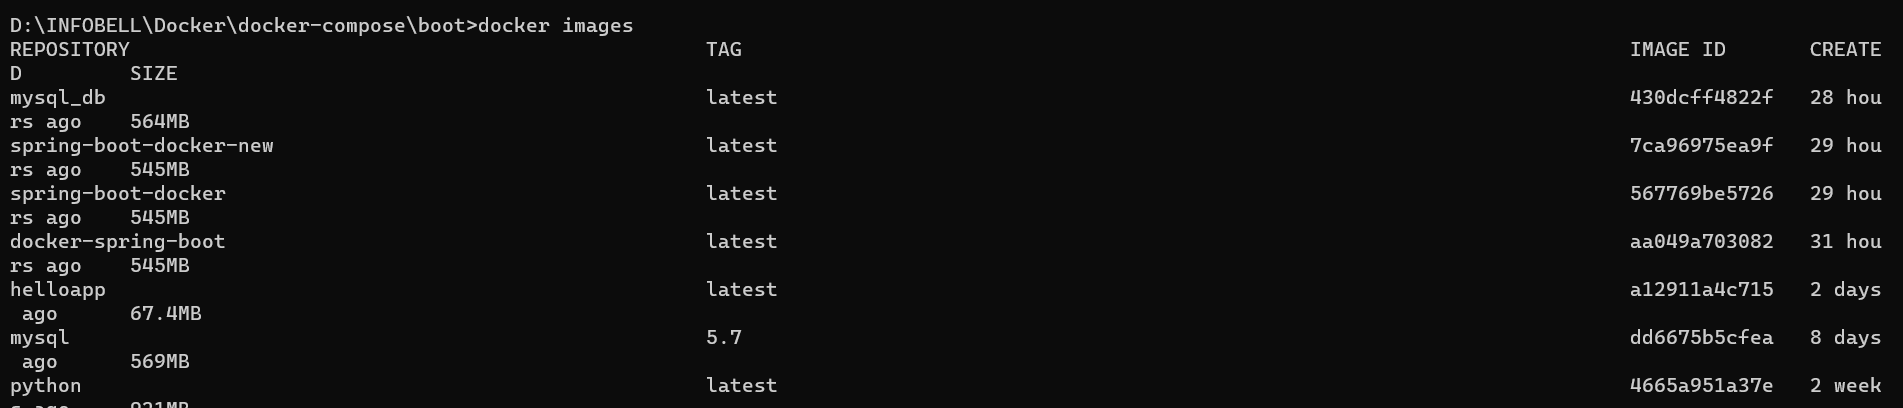 D:\INFOBELL\Docker\docker-compose\boot>docker images
REPOSITORY TAG IMAGE ID CREATE
D SIZE
mysql_db latest 430dcff4822f 28 hou
rs ago 564MB
spring-boot-docker-new latest 7ca96975ea9f 29 hou
rs ago 545MB
spring-boot-docker latest 567769be5726 29 hou
rs ago 545MB
docker-spring-boot latest aa049a703082 31 hou
rs ago 545MB
helloapp latest a12911a4c715 2 days
ago 67.4MB
mysql 5.7 dd6675b5cfea 8 days
ago 569MB
python latest 4665a951a37e 2 week
s ago 921MB